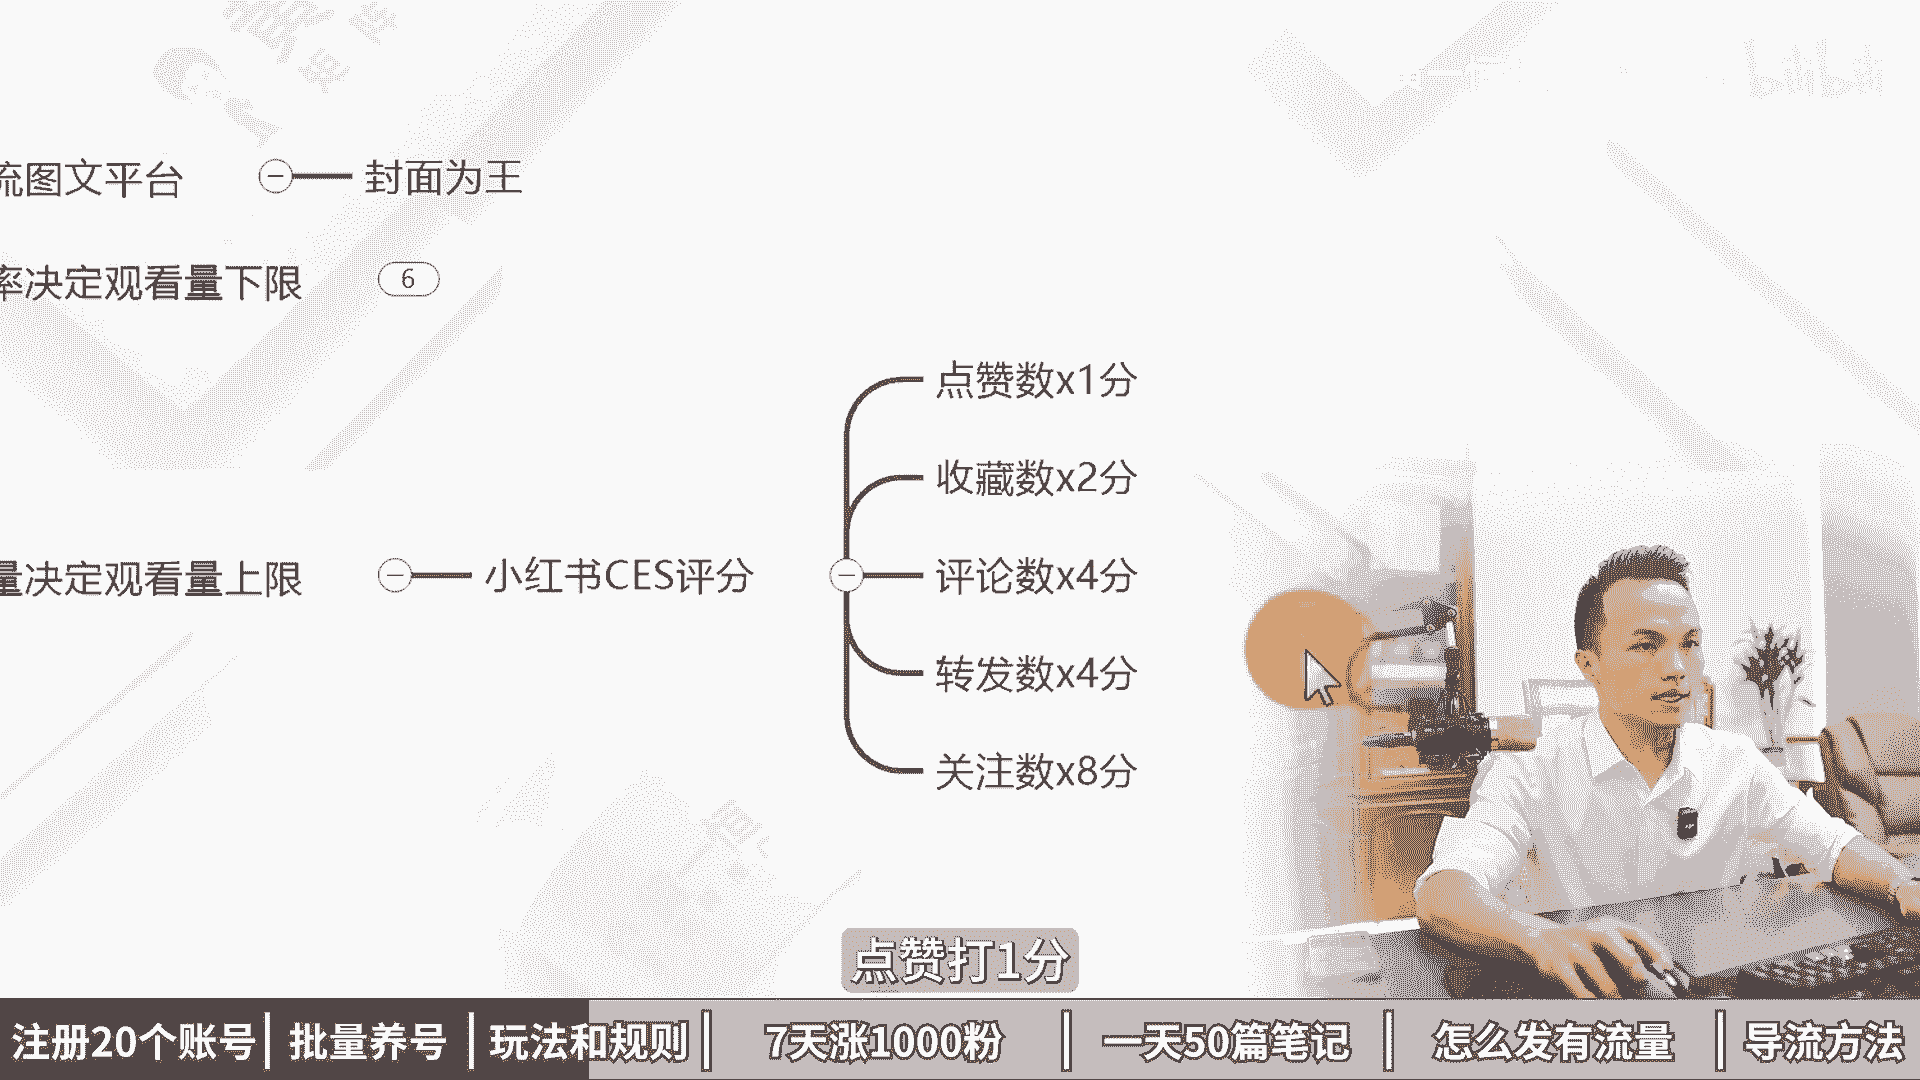 bilibili
流图文平台
封面为王
率决定观看量下限
6
点赞数x1分
收藏数x2分
量决定观看量上限
小红书CES评分
评论数x4分
转发数x4分
关注数x8分
点赞打1分
注册20个账号
批量养号
玩法和规则
7天涨1000粉
一天50篇笔记
怎么发有流量
导流方法